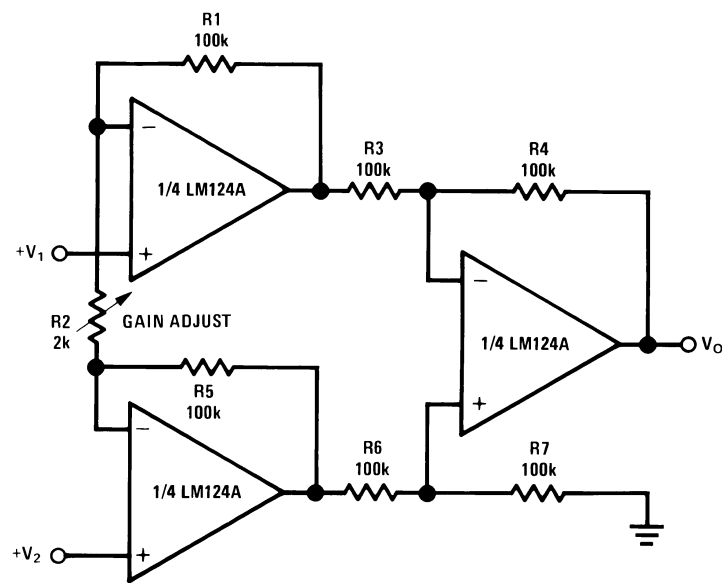 R1
100k
−
1/4 LM124A
+V1
+
R3
100k
R4
100k
−
1/4 LM124A
+
VO
R2
2k
GAIN ADJUST
R5
100k
−
1/4 LM124A
+V2
+
R6
100k
R7
100k